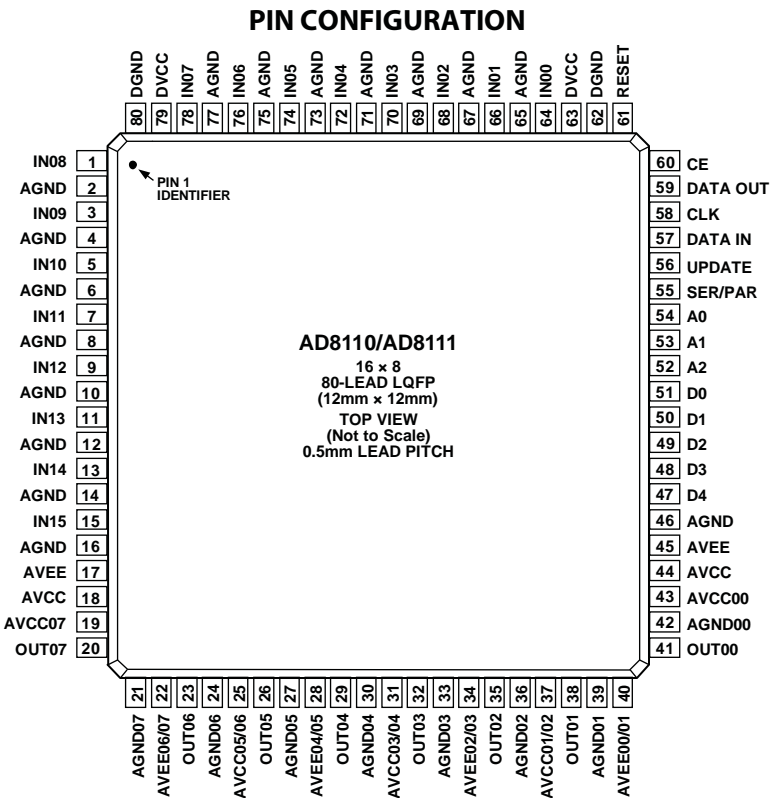 PIN CONFIGURATION
80 DGND
79 DVCC
78 IN07
77 AGND
76 IN06
75 AGND
74 IN05
73 AGND
72 IN04
71 AGND
70 IN03
69 AGND
68 IN02
67 AGND
66 IN01
65 AGND
64 IN00
63 DVCC
62 DGND
61 RESET
IN08 1
AGND 2
IN09 3
AGND 4
IN10 5
AGND 6
IN11 7
AGND 8
IN12 9
AGND 10
IN13 11
AGND 12
IN14 13
AGND 14
IN15 15
AGND 16
AVEE 17
AVCC 18
AVCC07 19
OUT07 20
PIN 1
IDENTIFIER
AD8110/AD8111
16 × 8
80-LEAD LQFP
(12mm × 12mm)
TOP VIEW
(Not to Scale)
0.5mm LEAD PITCH
60 CE
59 DATA OUT
58 CLK
57 DATA IN
56 UPDATE
55 SER/PAR
54 A0
53 A1
52 A2
51 D0
50 D1
49 D2
48 D3
47 D4
46 AGND
45 AVEE
44 AVCC
43 AVCC00
42 AGND00
41 OUT00
21 AGND07
22 AVEE06/07
23 OUT06
24 AGND06
25 AVCC05/06
26 OUT05
27 AGND05
28 AVEE04/05
29 OUT04
30 AGND04
31 AVCC03/04
32 OUT03
33 AGND03
34 AVEE02/03
35 OUT02
36 AGND02
37 AVCC01/02
38 OUT01
39 AGND01
40 AVEE00/01